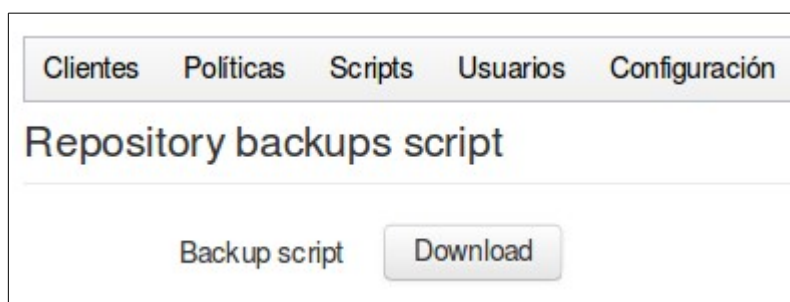 Clientes Políticas Scripts Usuarios Configuración
Repository backups script
Backup script Download